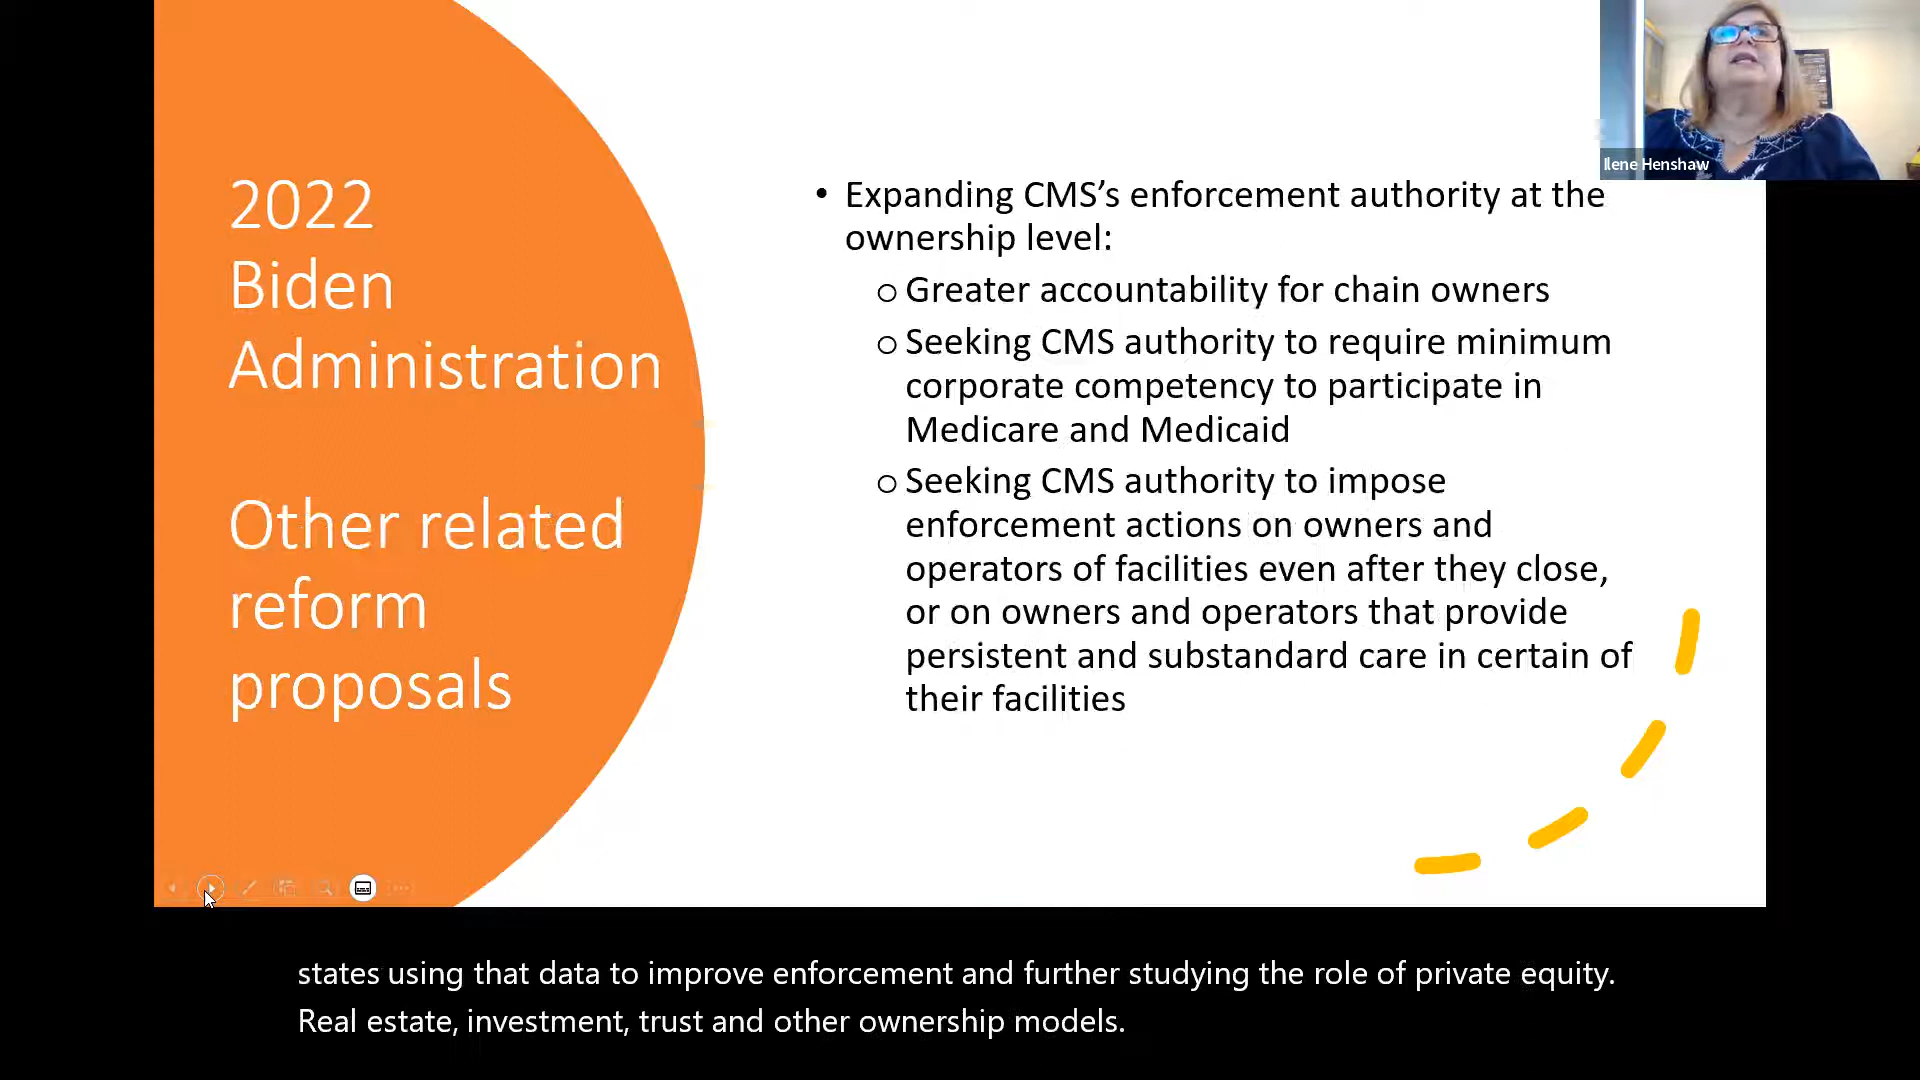 2022
Biden
Administration
Other related
reform
proposals
• Expanding CMS’s enforcement authority at the
ownership level:
o Greater accountability for chain owners
o Seeking CMS authority to require minimum
corporate competency to participate in
Medicare and Medicaid
o Seeking CMS authority to impose
enforcement actions on owners and
operators of facilities even after they close,
or on owners and operators that provide
persistent and substandard care in certain of
their facilities
Ilene Henshaw
states using that data to improve enforcement and further studying the role of private equity.
Real estate, investment, trust and other ownership models.